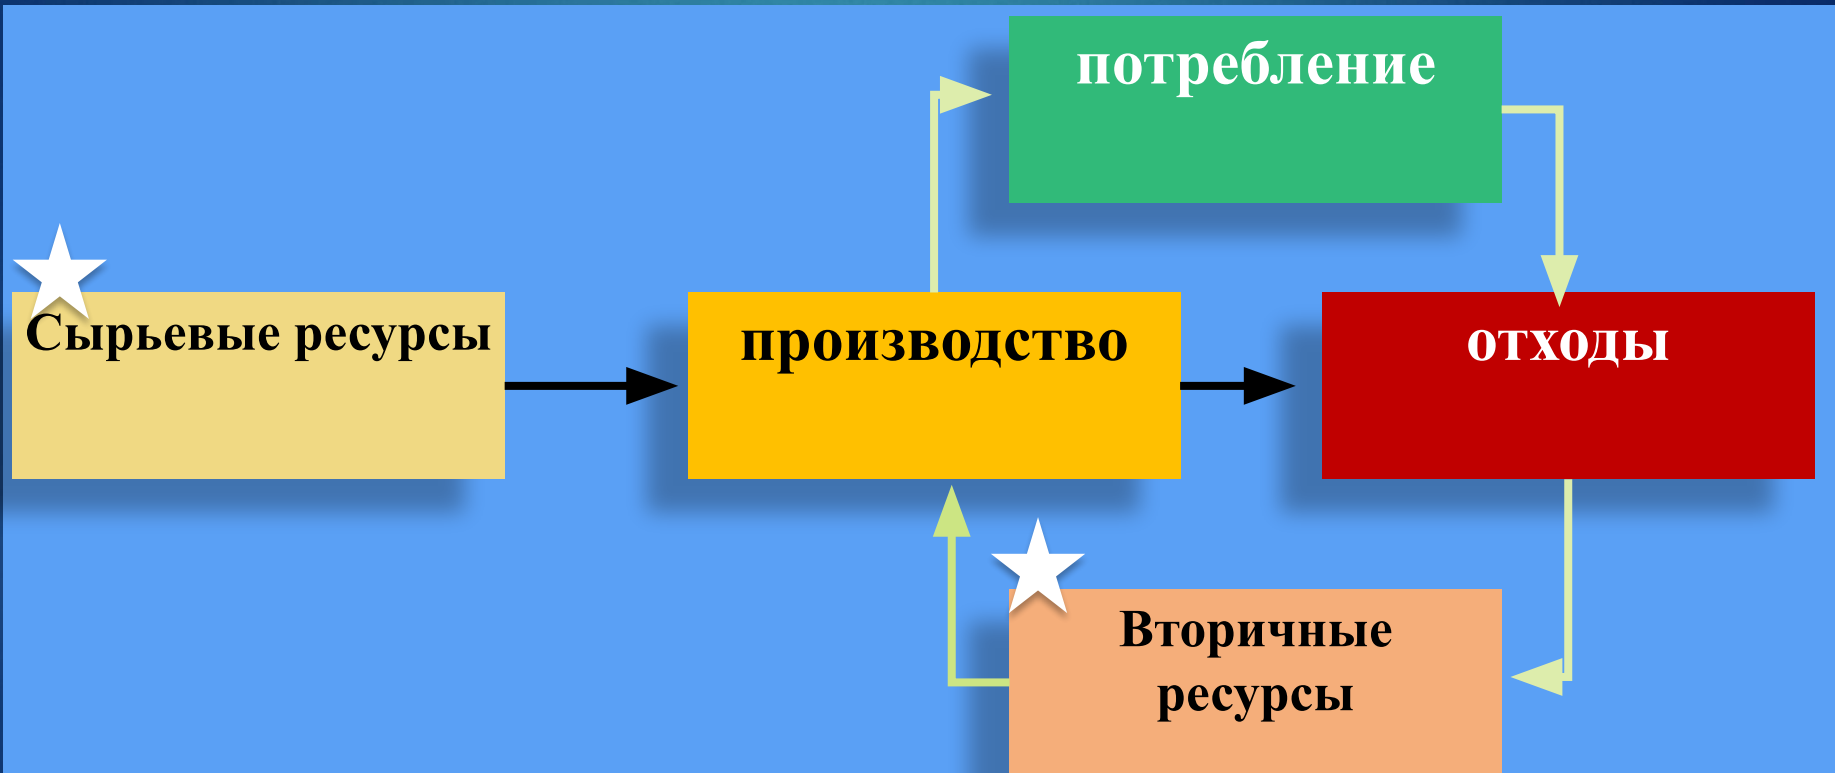 потребление
Сырьевые ресурсы
производство
отходы
Вторичные
ресурсы